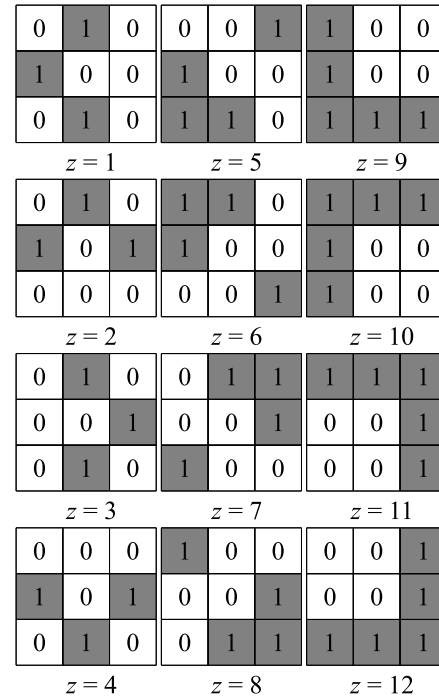 0 1 0 0 0 1 1 0 0
1 0 0 1 0 0 1 0 0
0 1 0 1 1 0 1 1 1
z = 1 z = 5 z = 9
0 1 0 1 1 0 1 1 1
1 0 1 1 0 0 1 0 0
0 0 0 0 0 1 1 0 0
z = 2 z = 6 z = 10
0 1 0 0 1 1 1 1 1
0 0 1 0 0 1 0 0 1
0 1 0 1 0 0 0 0 1
z = 3 z = 7 z = 11
0 0 0 1 0 0 0 0 1
1 0 1 0 0 1 0 0 1
0 1 0 0 1 1 1 1 1
z = 4 z = 8 z = 12